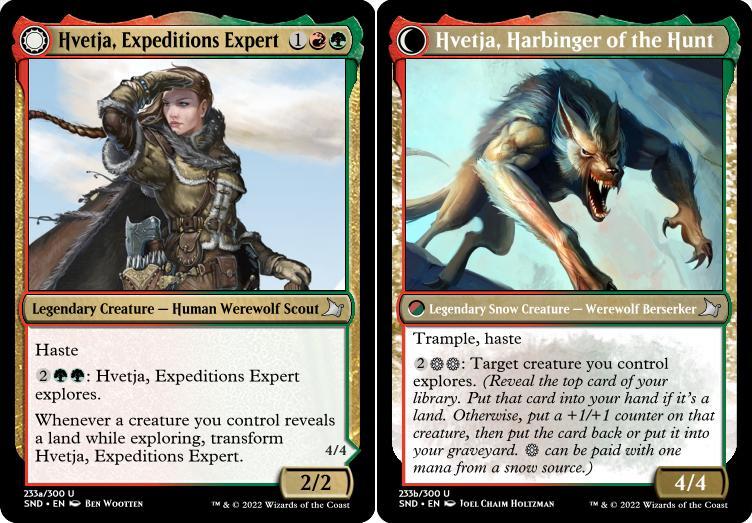 Hvetja, Expeditions Expert 1
Legendary Creature — Human Werewolf Scout
Haste
2 : Hvetja, Expeditions Expert
explores.
Whenever a creature you control reveals
a land while exploring, transform
Hvetja, Expeditions Expert.
4/4
2/2
233a/300 U
SND • EN Ben Wootten
™ & © 2022 Wizards of the Coast
Hvetja, Harbinger of the Hunt
Legendary Snow Creature — Werewolf Berserker
Trample, haste
2 : Target creature you control
explores. (Reveal the top card of your
library. Put that card into your hand if it's a
land. Otherwise, put a +1/+1 counter on that
creature, then put the card back or put it into
your graveyard. can be paid with one
mana from a snow source.)
4/4
233b/300 U
SND • EN Joel Chaim Holtzman
™ & © 2022 Wizards of the Coast